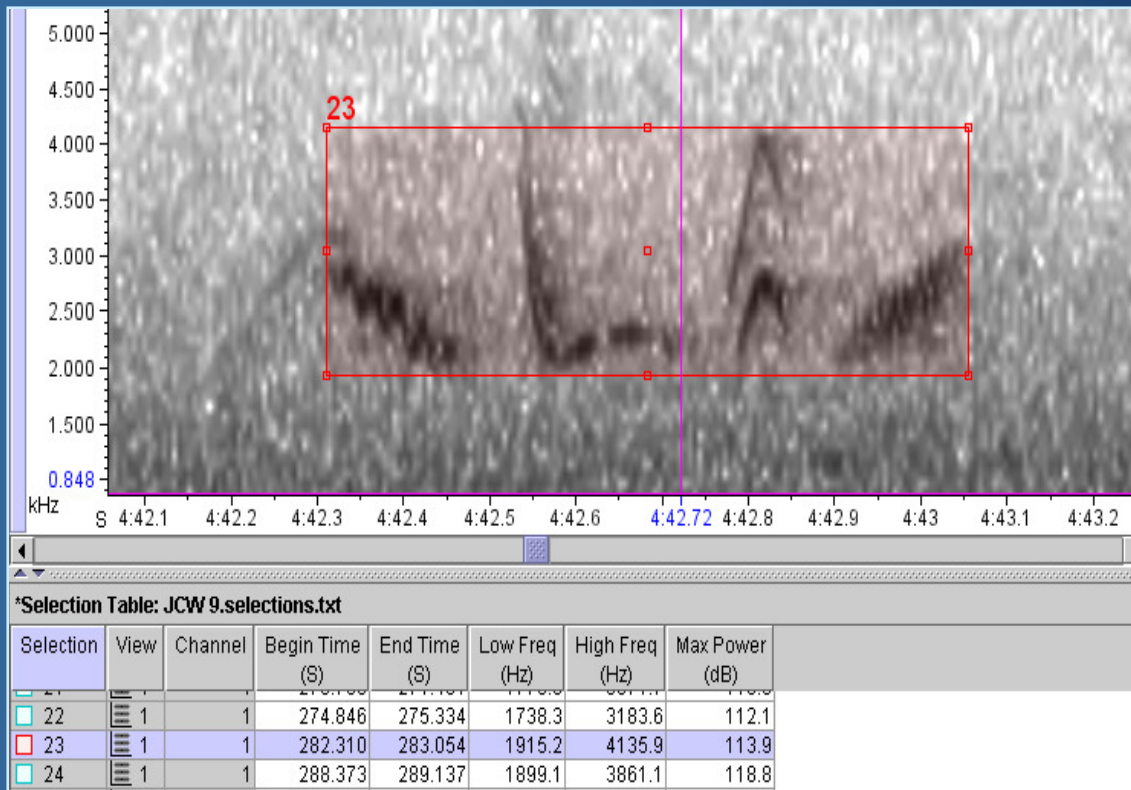 5.000
4.500
23
4.000
3.500
3.000
2.500
2.000
1.500
0.848
kHz
S 4:42.1 4:42.2 4:42.3 4:42.4 4:42.5 4:42.6 4:42.72 4:42.8 4:42.9 4:43 4:43.1 4:43.2
*Selection Table: JCW 9.selections.txt
Selection View Channel Begin Time (S) End Time (S) Low Freq (Hz) High Freq (Hz) Max Power (dB)
22 1 1 274.846 275.334 1738.3 3183.6 112.1
23 1 1 282.310 283.054 1915.2 4135.9 113.9
24 1 1 288.373 289.137 1899.1 3861.1 118.8